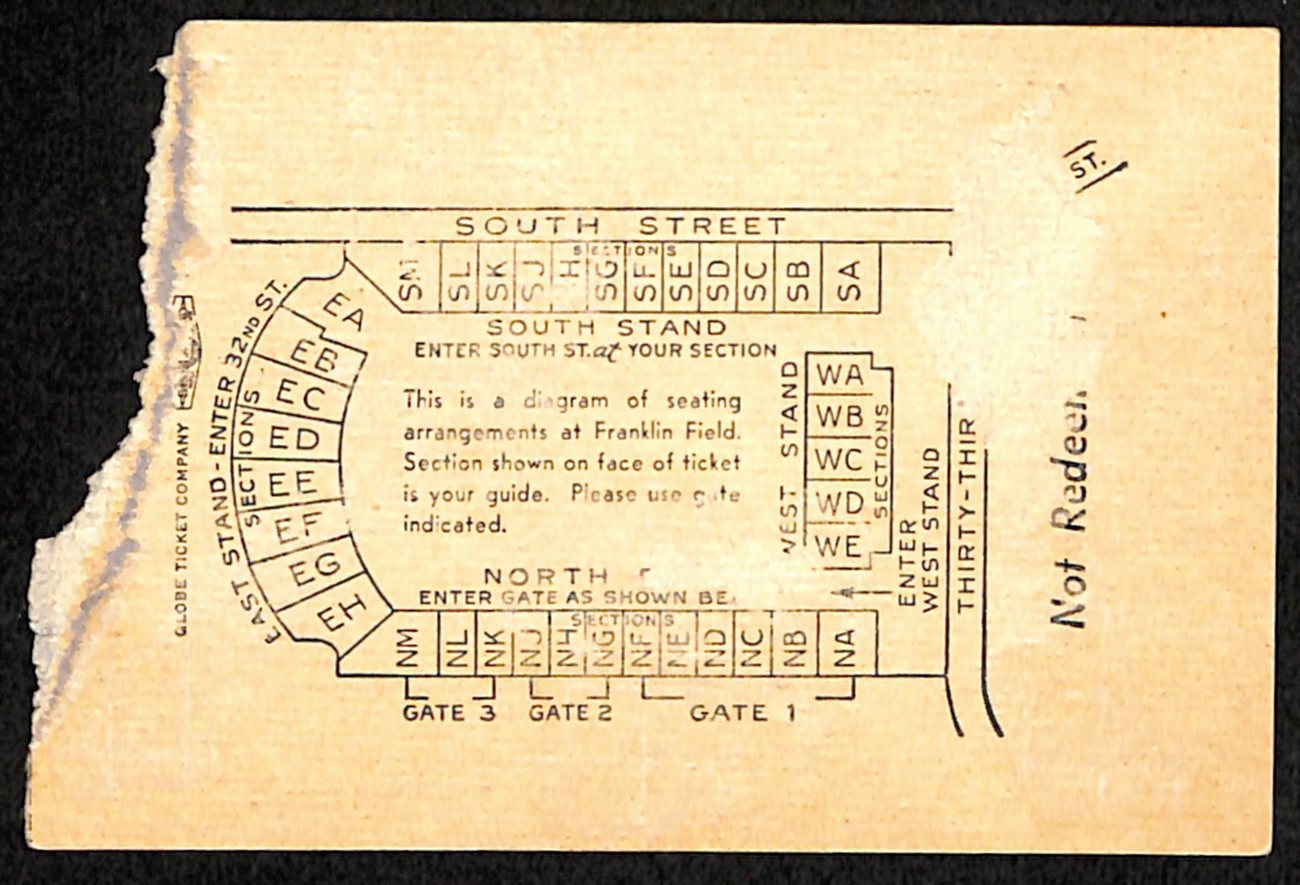 ST.
SOUTH STREET
SECTIONS
SL SK SJ SG SF SE SD SC SB SA
SOUTH STAND
ENTER SOUTH ST. at YOUR SECTION
EAST STAND - ENTER 32ND ST.
SECTIONS
EA
EB
EC
ED
EE
EF
EG
EH
This is a diagram of seating
arrangements at Franklin Field.
Section shown on face of ticket
is your guide. Please use gate
indicated.
WEST STAND
WA
WB
WC
WD
WE
SECTIONS
ENTER
WEST STAND
NORTH
ENTER GATE AS SHOWN
SECTIONS
NM NL NK NJ NH NG NF NE ND NC NB NA
GATE 3 GATE 2 GATE 1
GLOBE TICKET COMPANY
THIRTY-THIR
Not Redeem